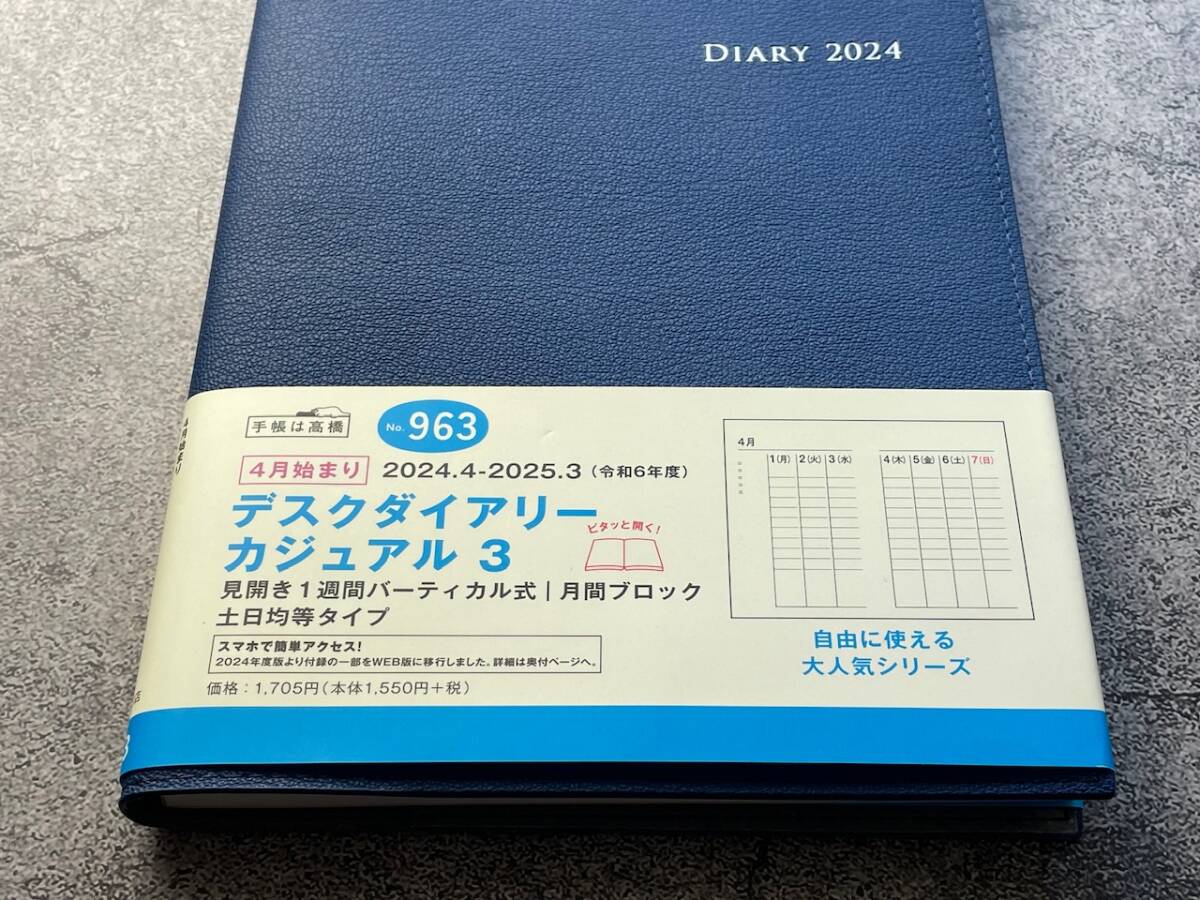 DIARY 2024
手帳は高橋
No. 963
4月始まり 2024.4-2025.3（令和6年度）
デスクダイアリー
カジュアル 3
ピタッと開く!
見開き1週間バーティカル式|月間ブロック
土日均等タイプ
スマホで簡単アクセス!
2024年度版より付録の一部をWEB版に移行しました。詳細は奥付ページへ。
価格：1,705円（本体1,550円+税）
4月
1（月） 2（火） 3（水） 4（木） 5（金） 6（土） 7（日）
自由に使える
大人気シリーズ
4月始まり
店
3